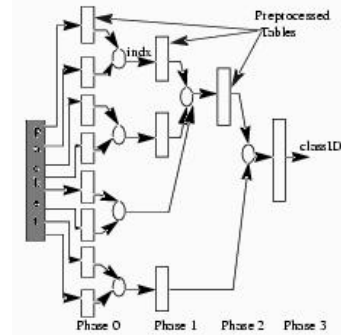 Preprocessed
Tables
indx
classID
Phase 0 Phase 1 Phase 2 Phase 3